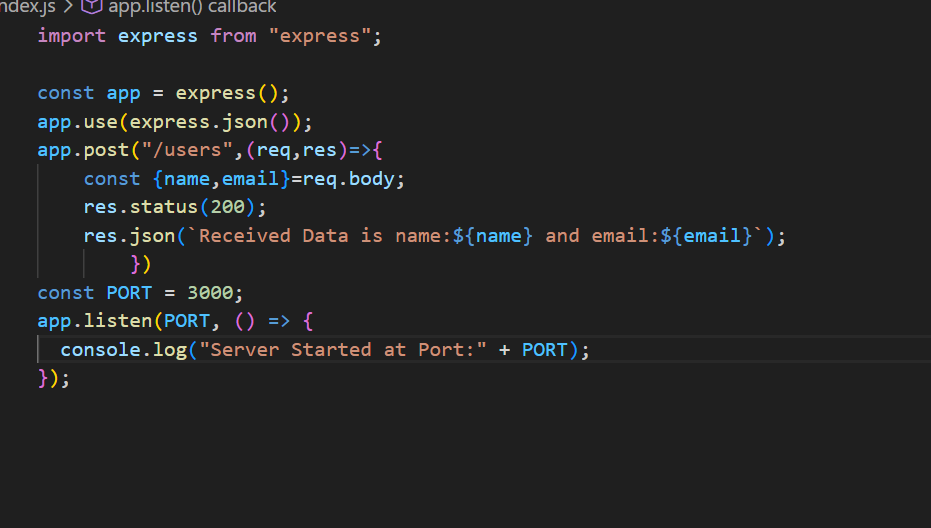 ndex.js > app.listen() callback
import express from "express";
const app = express();
app.use(express.json());
app.post("/users",(req,res)=>{
const {name,email}=req.body;
res.status(200);
res.json(`Received Data is name:${name} and email:${email}`);
})
const PORT = 3000;
app.listen(PORT, () => {
console.log("Server Started at Port:" + PORT);
});